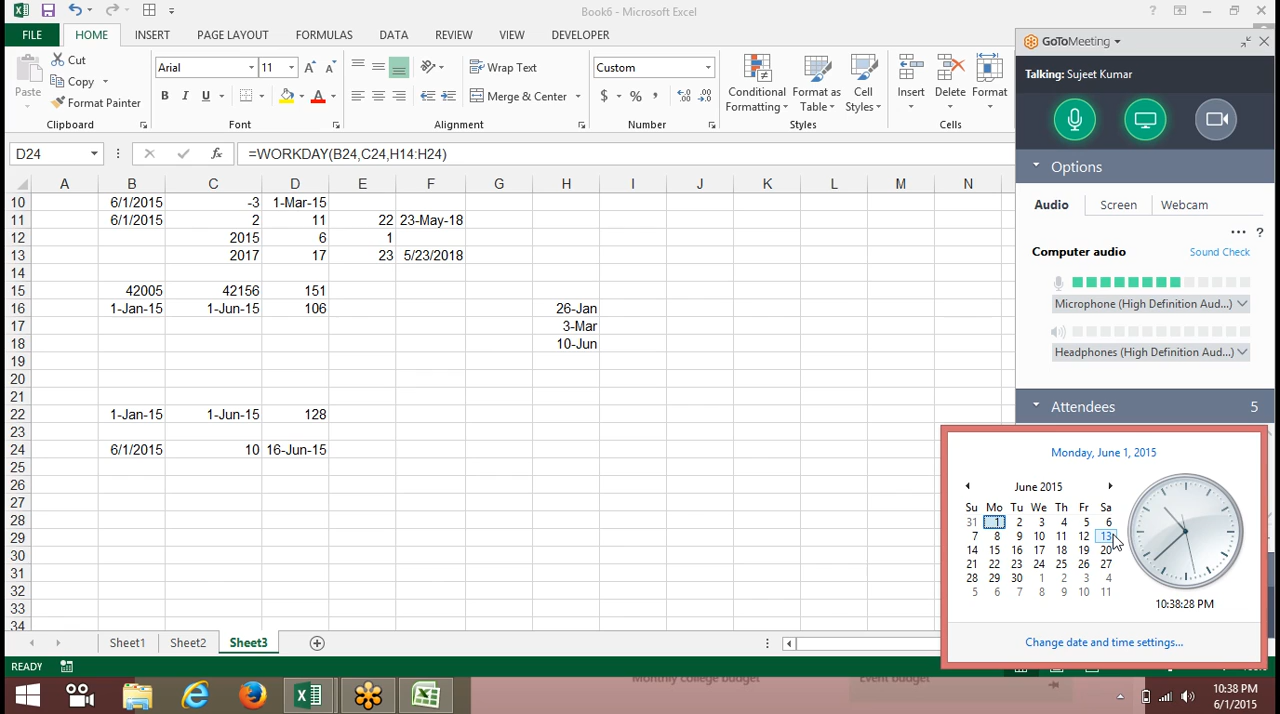 Book6 - Microsoft Excel
FILE HOME INSERT PAGE LAYOUT FORMULAS DATA REVIEW VIEW DEVELOPER
Paste
Cut
Copy
Format Painter
Clipboard
Arial 11
B I U
Font
Wrap Text
Merge & Center
Alignment
Custom
$ % ,
Number
Conditional Formatting
Format as Table
Cell Styles
Styles
Insert Delete Format
Cells
D24 =WORKDAY(B24,C24,H14:H24)
A B C D E F G H I J K L M N
10 6/1/2015 -3 1-Mar-15
11 6/1/2015 2 11 22 23-May-18
12 2015 6 1
13 2017 17 23 5/23/2018
14
15 42005 42156 151
16 1-Jan-15 1-Jun-15 106 26-Jan
17 3-Mar
18 10-Jun
19
20
21
22 1-Jan-15 1-Jun-15 128
23
24 6/1/2015 10 16-Jun-15
25
26
27
28
29
30
31
32
33
34
Sheet1 Sheet2 Sheet3
READY
GoToMeeting
Talking: Sujeet Kumar
Options
Audio Screen Webcam
... ?
Computer audio Sound Check
Microphone (High Definition Aud...)
Headphones (High Definition Aud...)
Attendees 5
Monday, June 1, 2015
June 2015
Su Mo Tu We Th Fr Sa
31 1 2 3 4 5 6
7 8 9 10 11 12 13
14 15 16 17 18 19 20
21 22 23 24 25 26 27
28 29 30 1 2 3 4
5 6 7 8 9 10 11
10:38:28 PM
Change date and time settings...
Monthly college budget Event budget
10:38 PM
6/1/2015